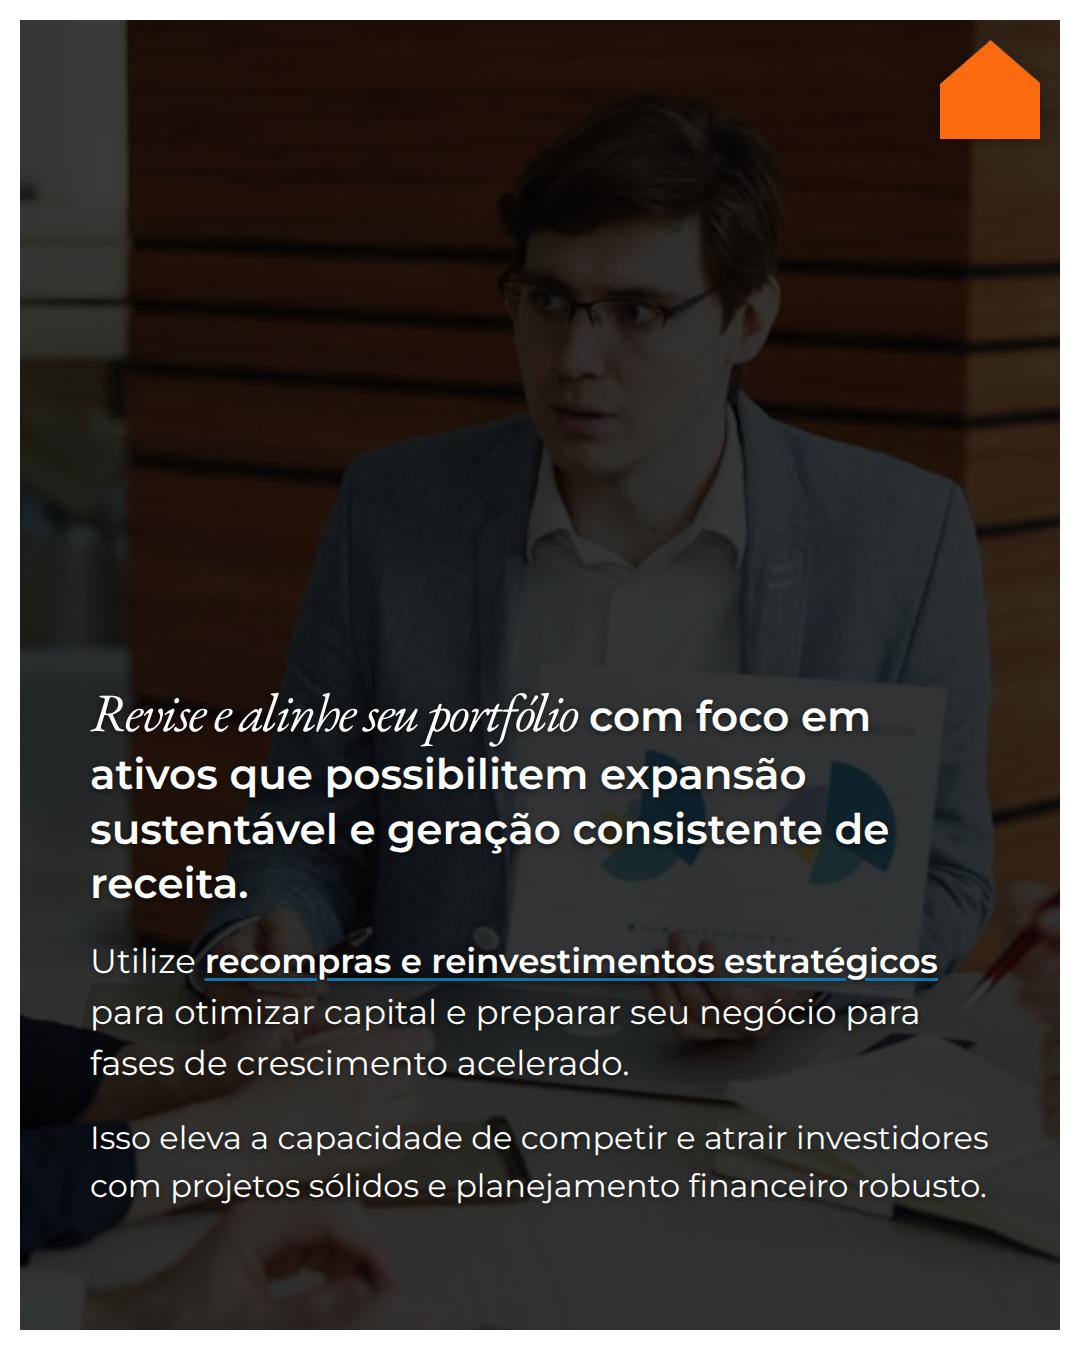 Revise e alinhe seu portfólio com foco em
ativos que possibilitem expansão
sustentável e geração consistente de
receita.
Utilize recompras e reinvestimentos estratégicos
para otimizar capital e preparar seu negócio para
fases de crescimento acelerado.
Isso eleva a capacidade de competir e atrair investidores
com projetos sólidos e planejamento financeiro robusto.